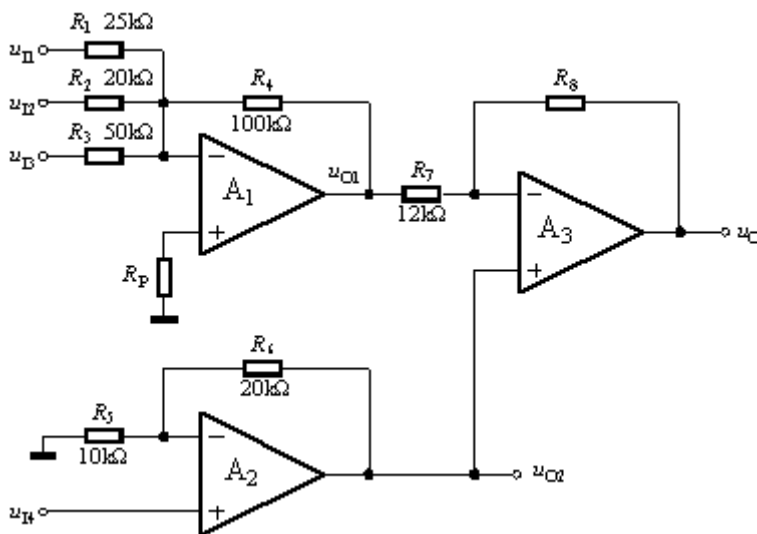 R1 25kΩ
uI1
R2 20kΩ
uI2
R3 50kΩ
uI3
R4
100kΩ
R8
− A1 +
uO1
R7
12kΩ
− A3 +
uO
RP
R6
20kΩ
R5
10kΩ
− A2 +
uO2
uI4